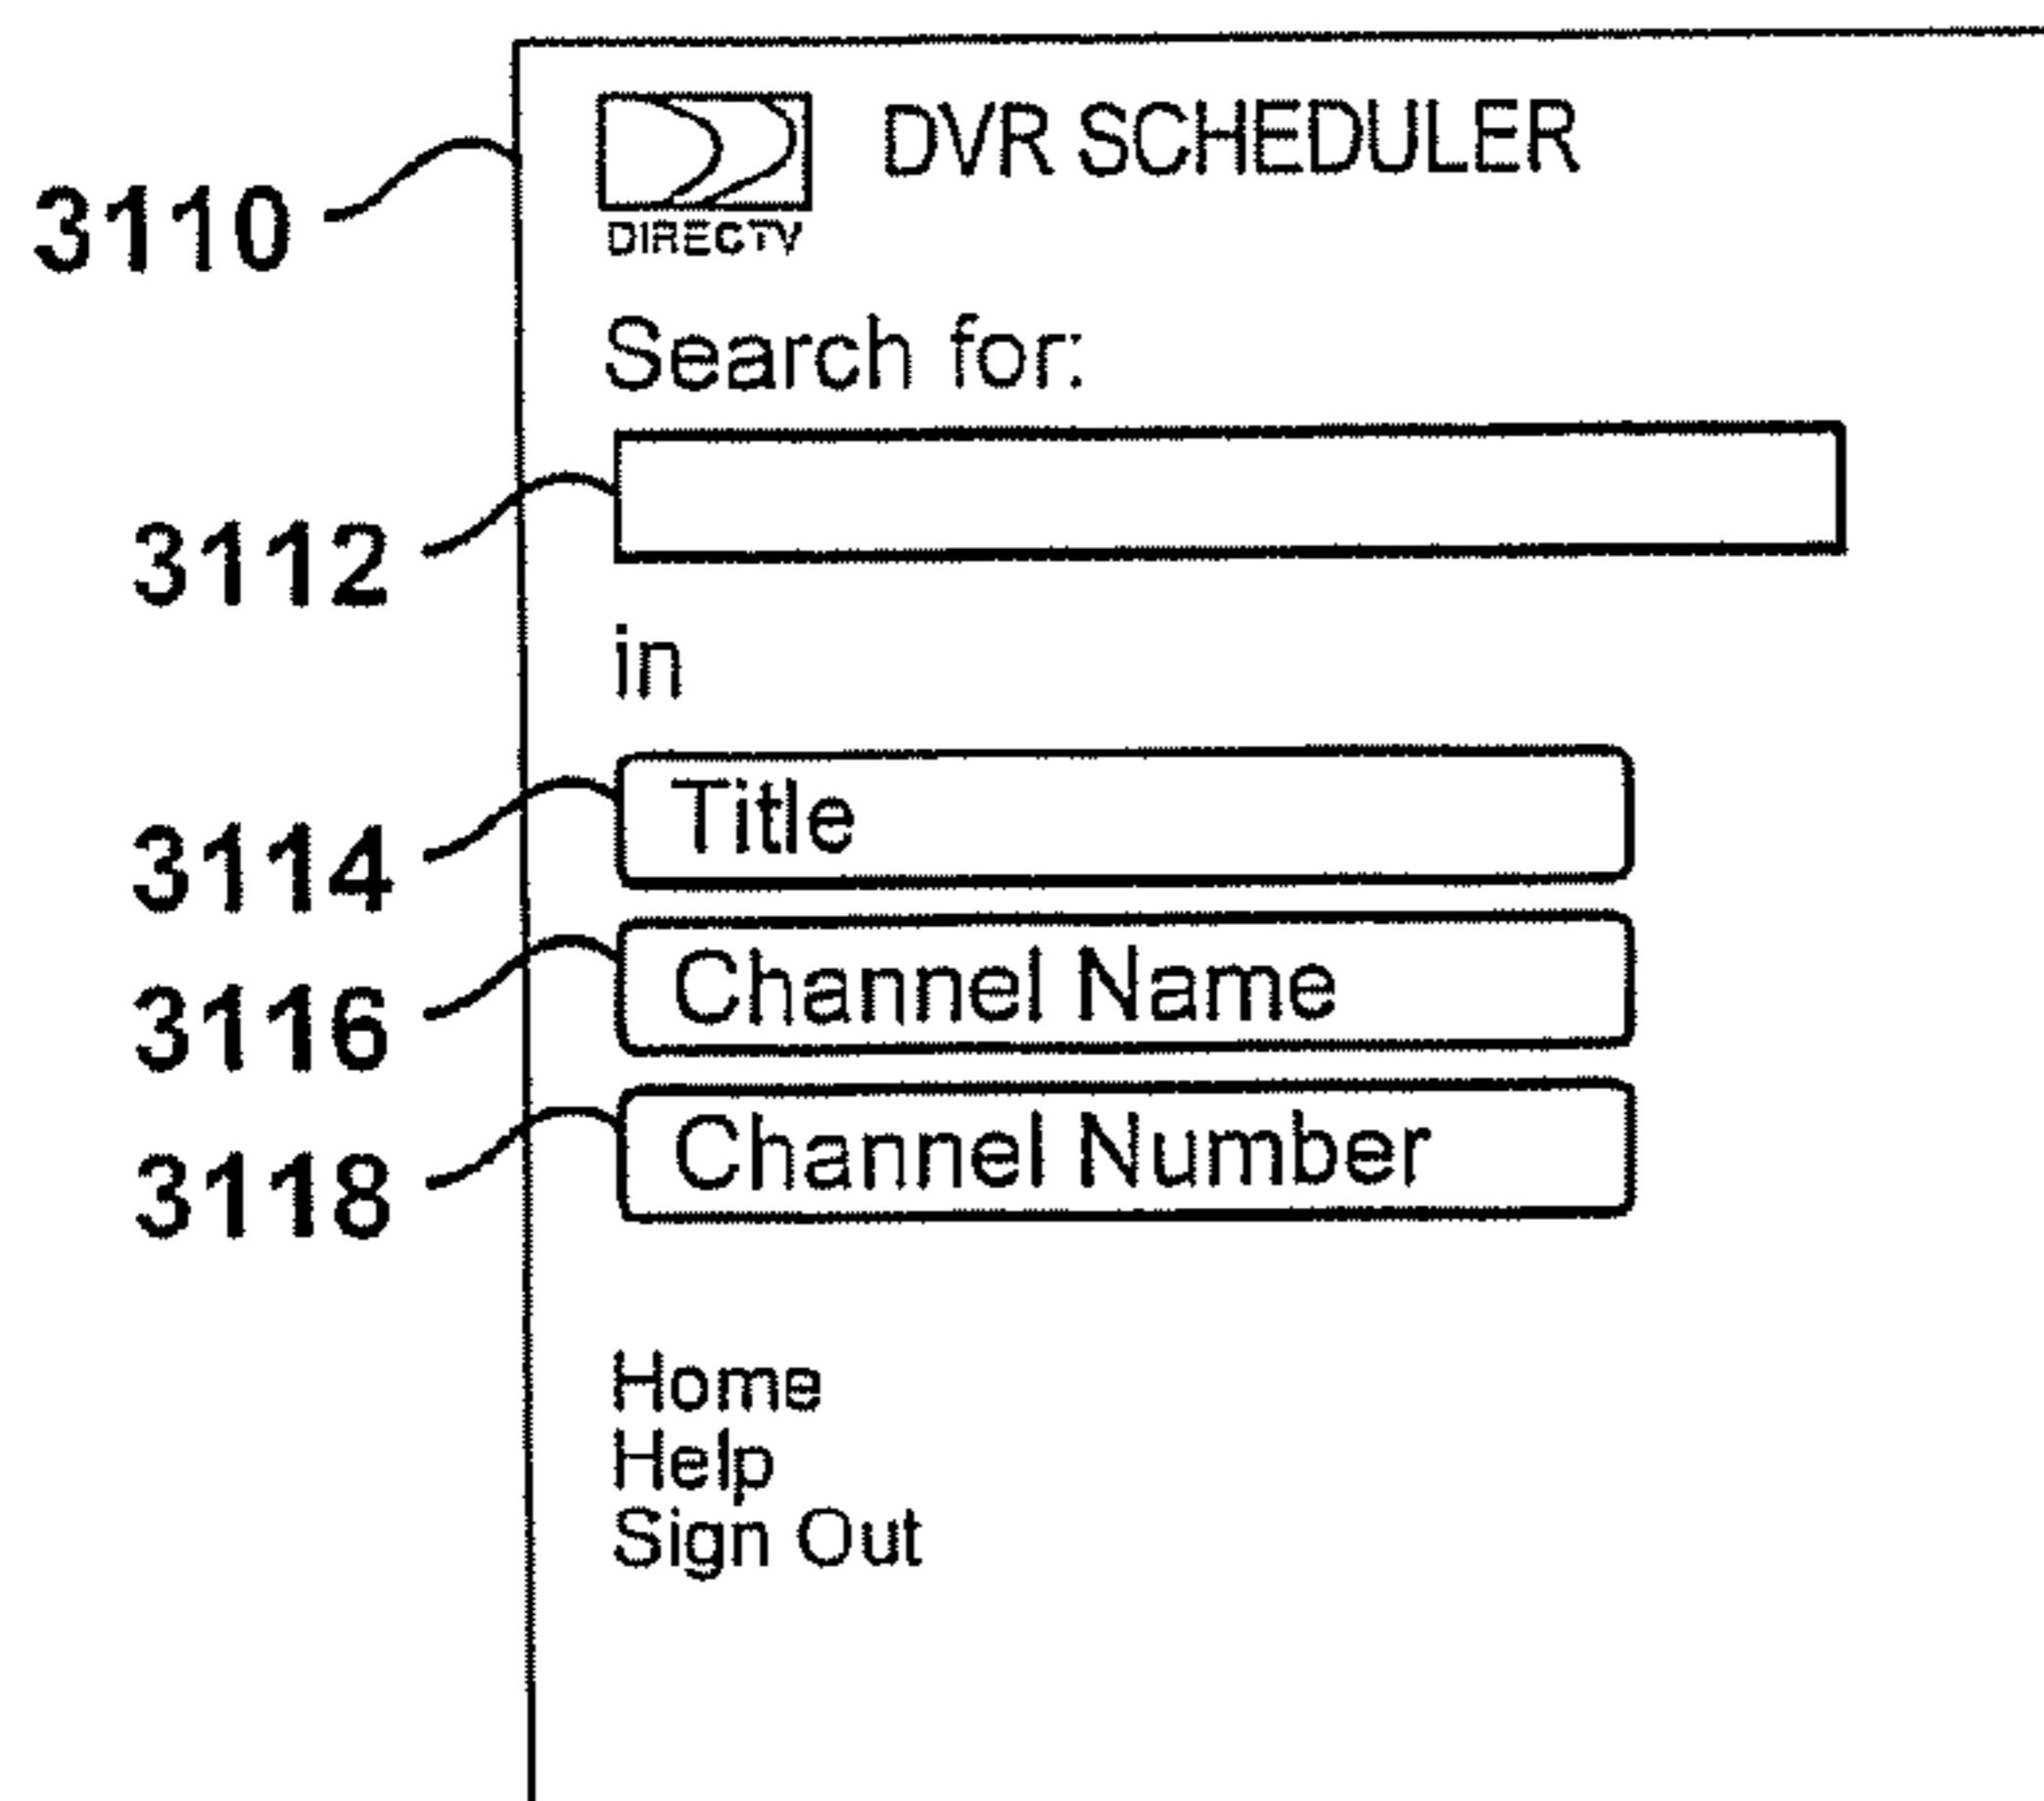 3110
DVR SCHEDULER
DIRECTV
Search for:
3112
in
3114 Title
3116 Channel Name
3118 Channel Number
Home
Help
Sign Out